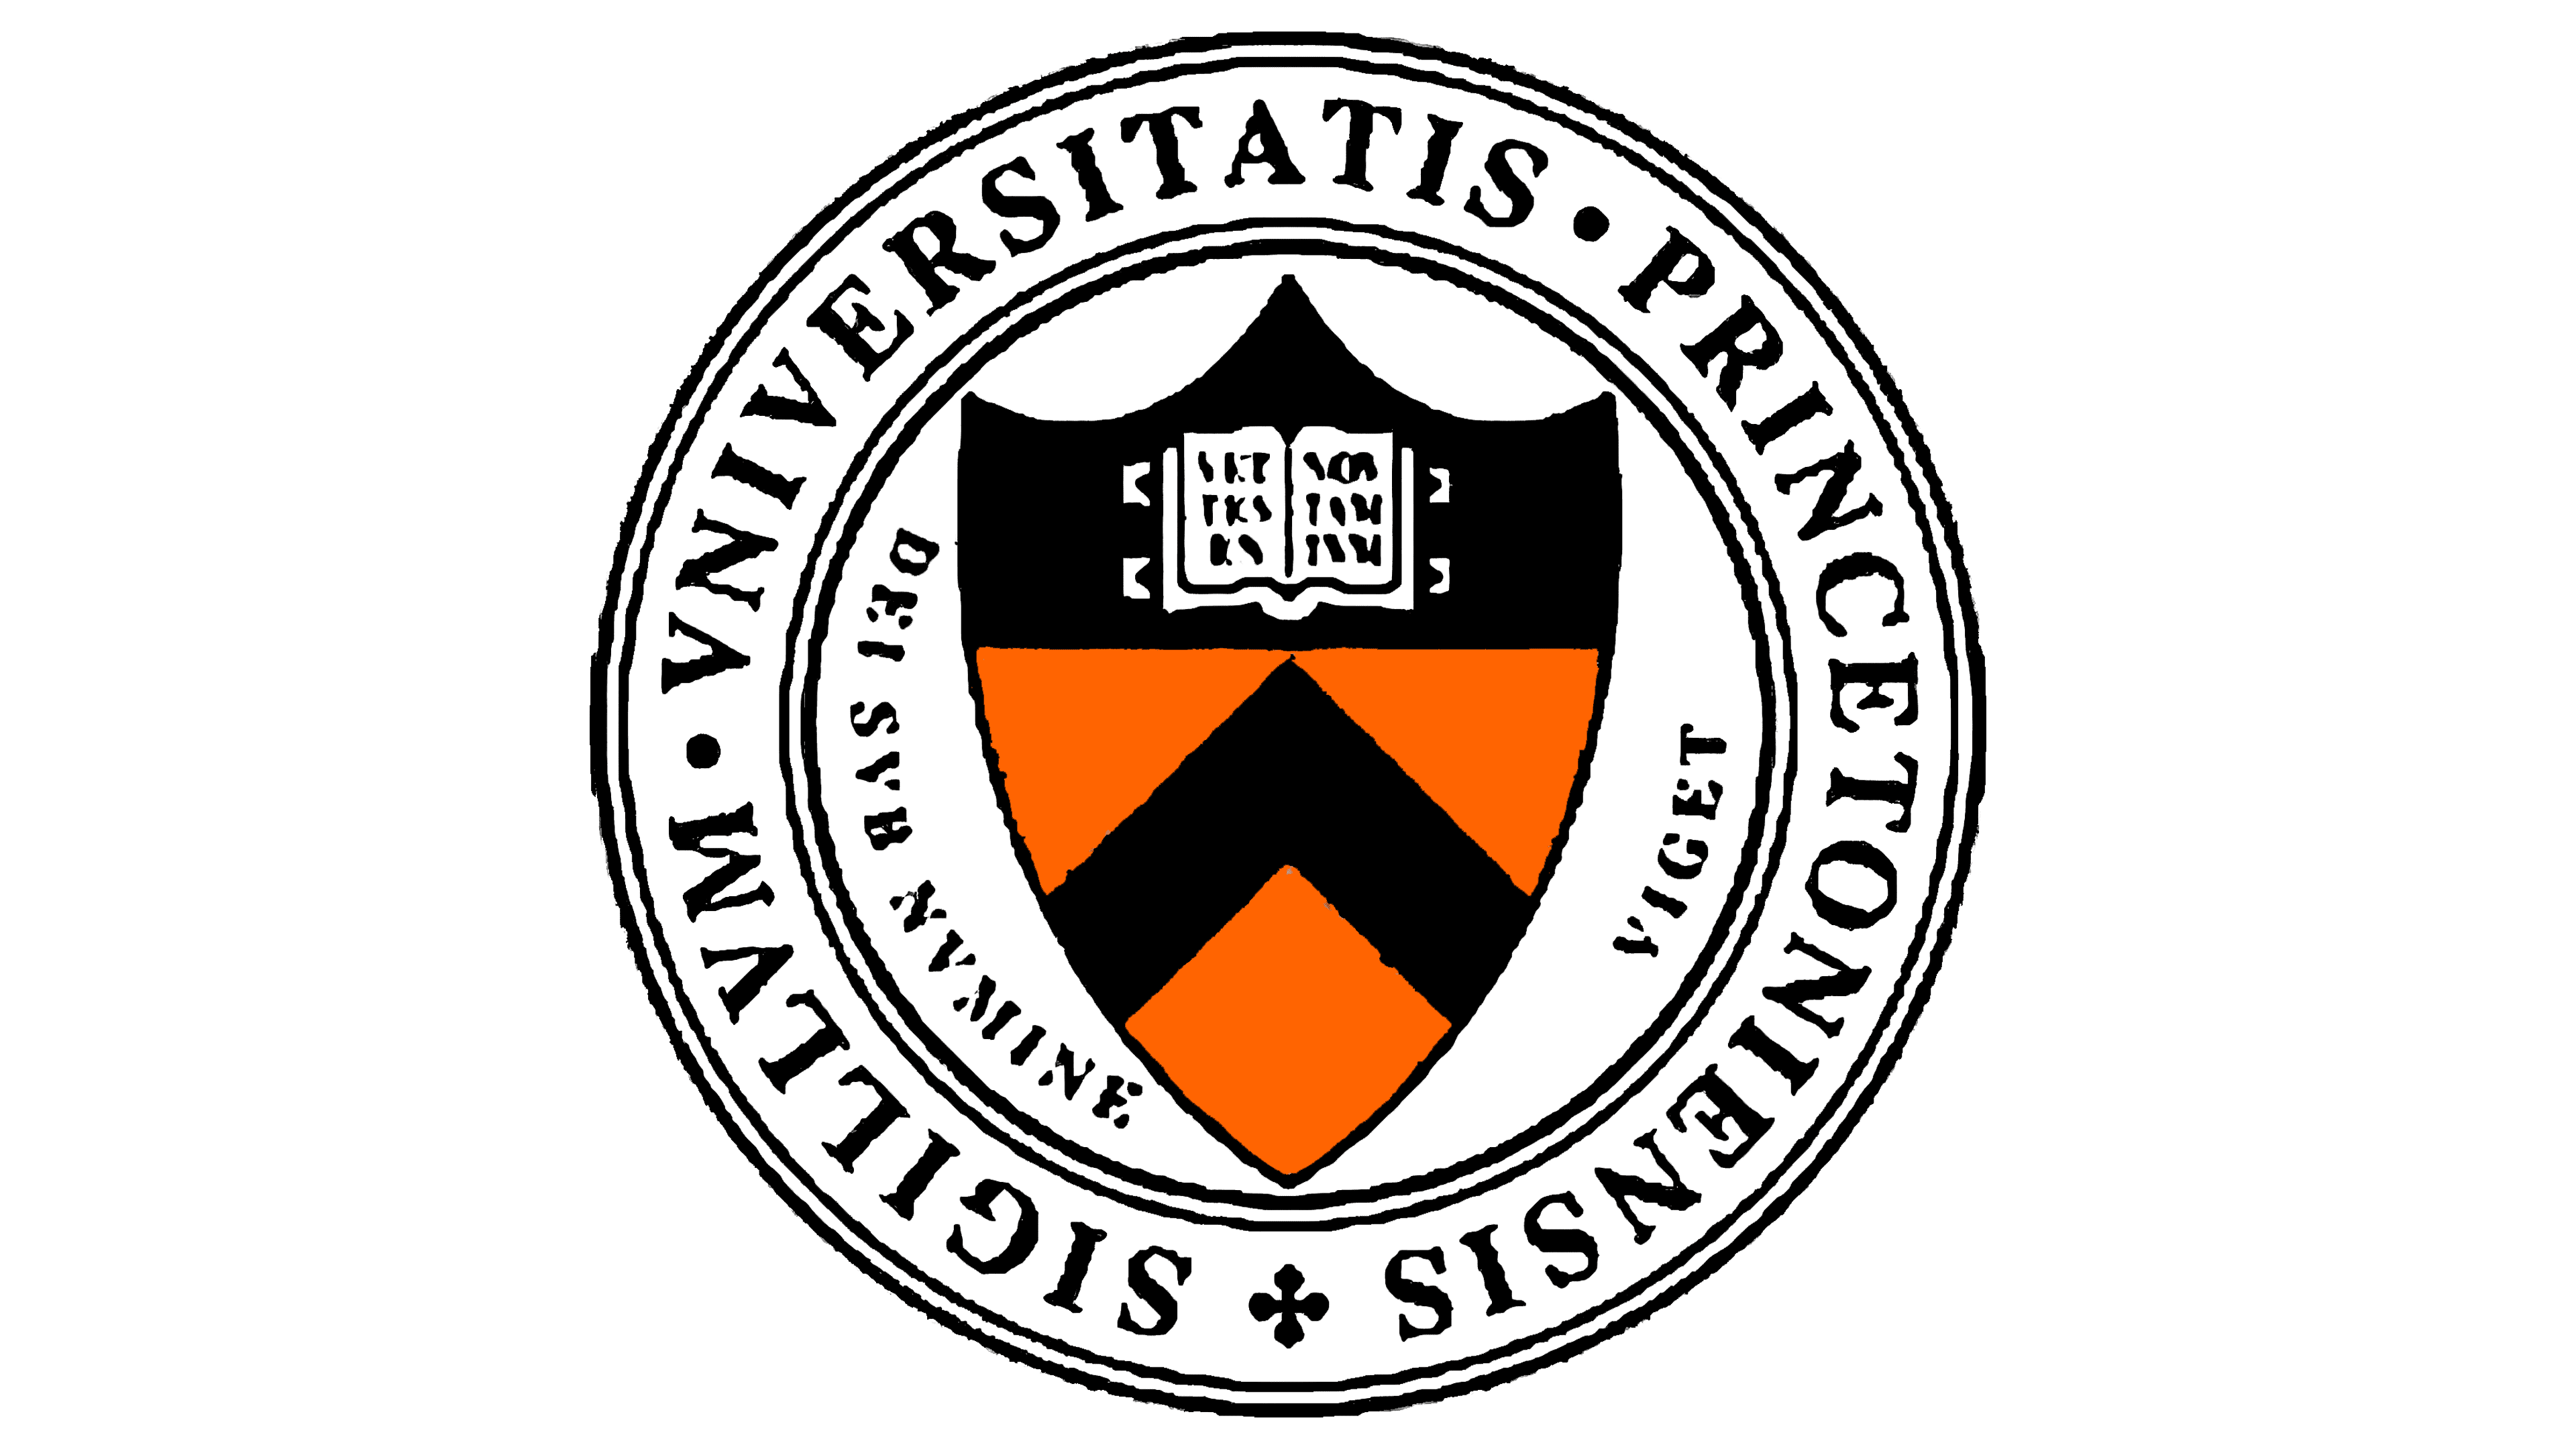 SIGILLVM • VNIVERSITATIS • PRINCETONIENSIS
DEI SVB NVMINE
VIGET